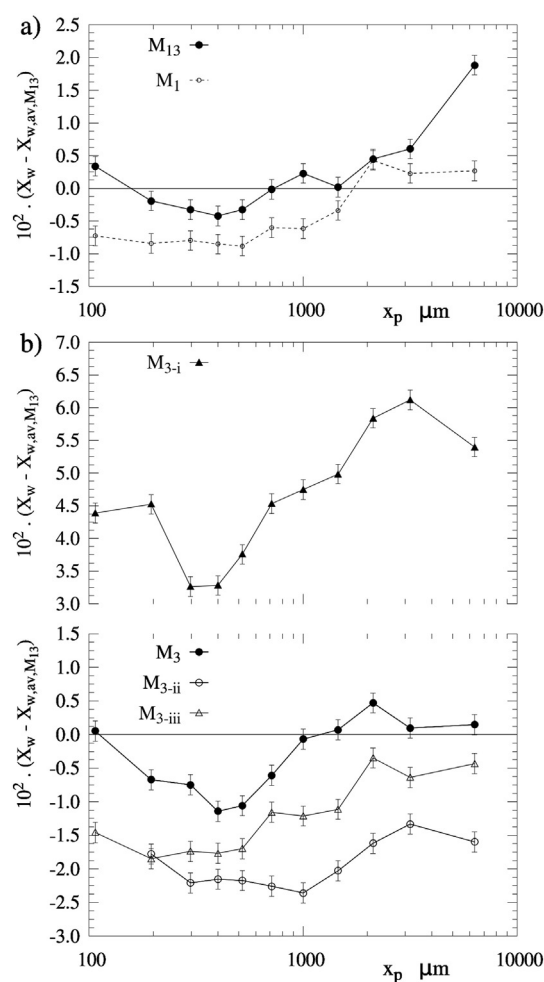 a)
10² · (X_w - X_w,av,M₁₃)
2.5
2.0
1.5
1.0
0.5
0.0
-0.5
-1.0
-1.5
M₁₃
M₁
100
1000
x_p μm
10000
b)
10² · (X_w - X_w,av,M₁₃)
7.0
6.0
5.5
5.0
4.5
4.0
3.5
3.0
M₃₋ᵢ
10² · (X_w - X_w,av,M₁₃)
1.5
1.0
0.5
0.0
-0.5
-1.0
-1.5
-2.0
-2.5
-3.0
M₃
M₃₋ᵢᵢ
M₃₋ᵢᵢᵢ
100
1000
x_p μm
10000